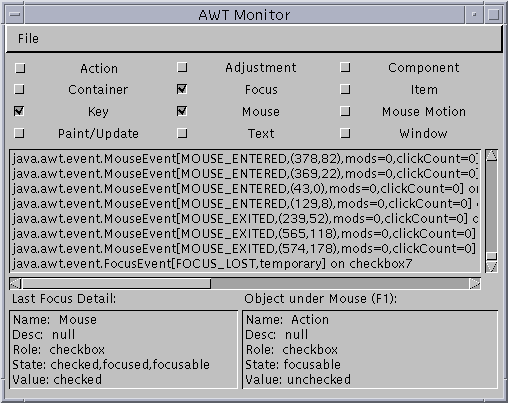 AWT Monitor
File
Action Adjustment Component
Container Focus Item
Key Mouse Mouse Motion
Paint/Update Text Window
java.awt.event.MouseEvent[MOUSE_ENTERED,(378,82),mods=0,clickCount=0]
java.awt.event.MouseEvent[MOUSE_ENTERED,(369,22),mods=0,clickCount=0]
java.awt.event.MouseEvent[MOUSE_ENTERED,(43,0),mods=0,clickCount=0] o
java.awt.event.MouseEvent[MOUSE_ENTERED,(129,8),mods=0,clickCount=0]
java.awt.event.MouseEvent[MOUSE_EXITED,(239,52),mods=0,clickCount=0] o
java.awt.event.MouseEvent[MOUSE_EXITED,(565,118),mods=0,clickCount=0]
java.awt.event.MouseEvent[MOUSE_EXITED,(574,178),mods=0,clickCount=0]
java.awt.event.FocusEvent[FOCUS_LOST,temporary] on checkbox7
Last Focus Detail: Object under Mouse (F1):
Name: Mouse Name: Action
Desc: null Desc: null
Role: checkbox Role: checkbox
State: checked,focused,focusable State: focusable
Value: checked Value: unchecked